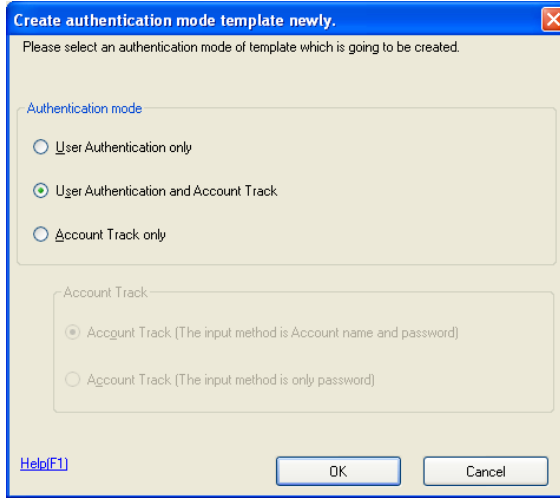 Create authentication mode template newly.
Please select an authentication mode of template which is going to be created.
Authentication mode
User Authentication only
User Authentication and Account Track
Account Track only
Account Track
Account Track (The input method is Account name and password)
Account Track (The input method is only password)
Help(F1)
OK
Cancel